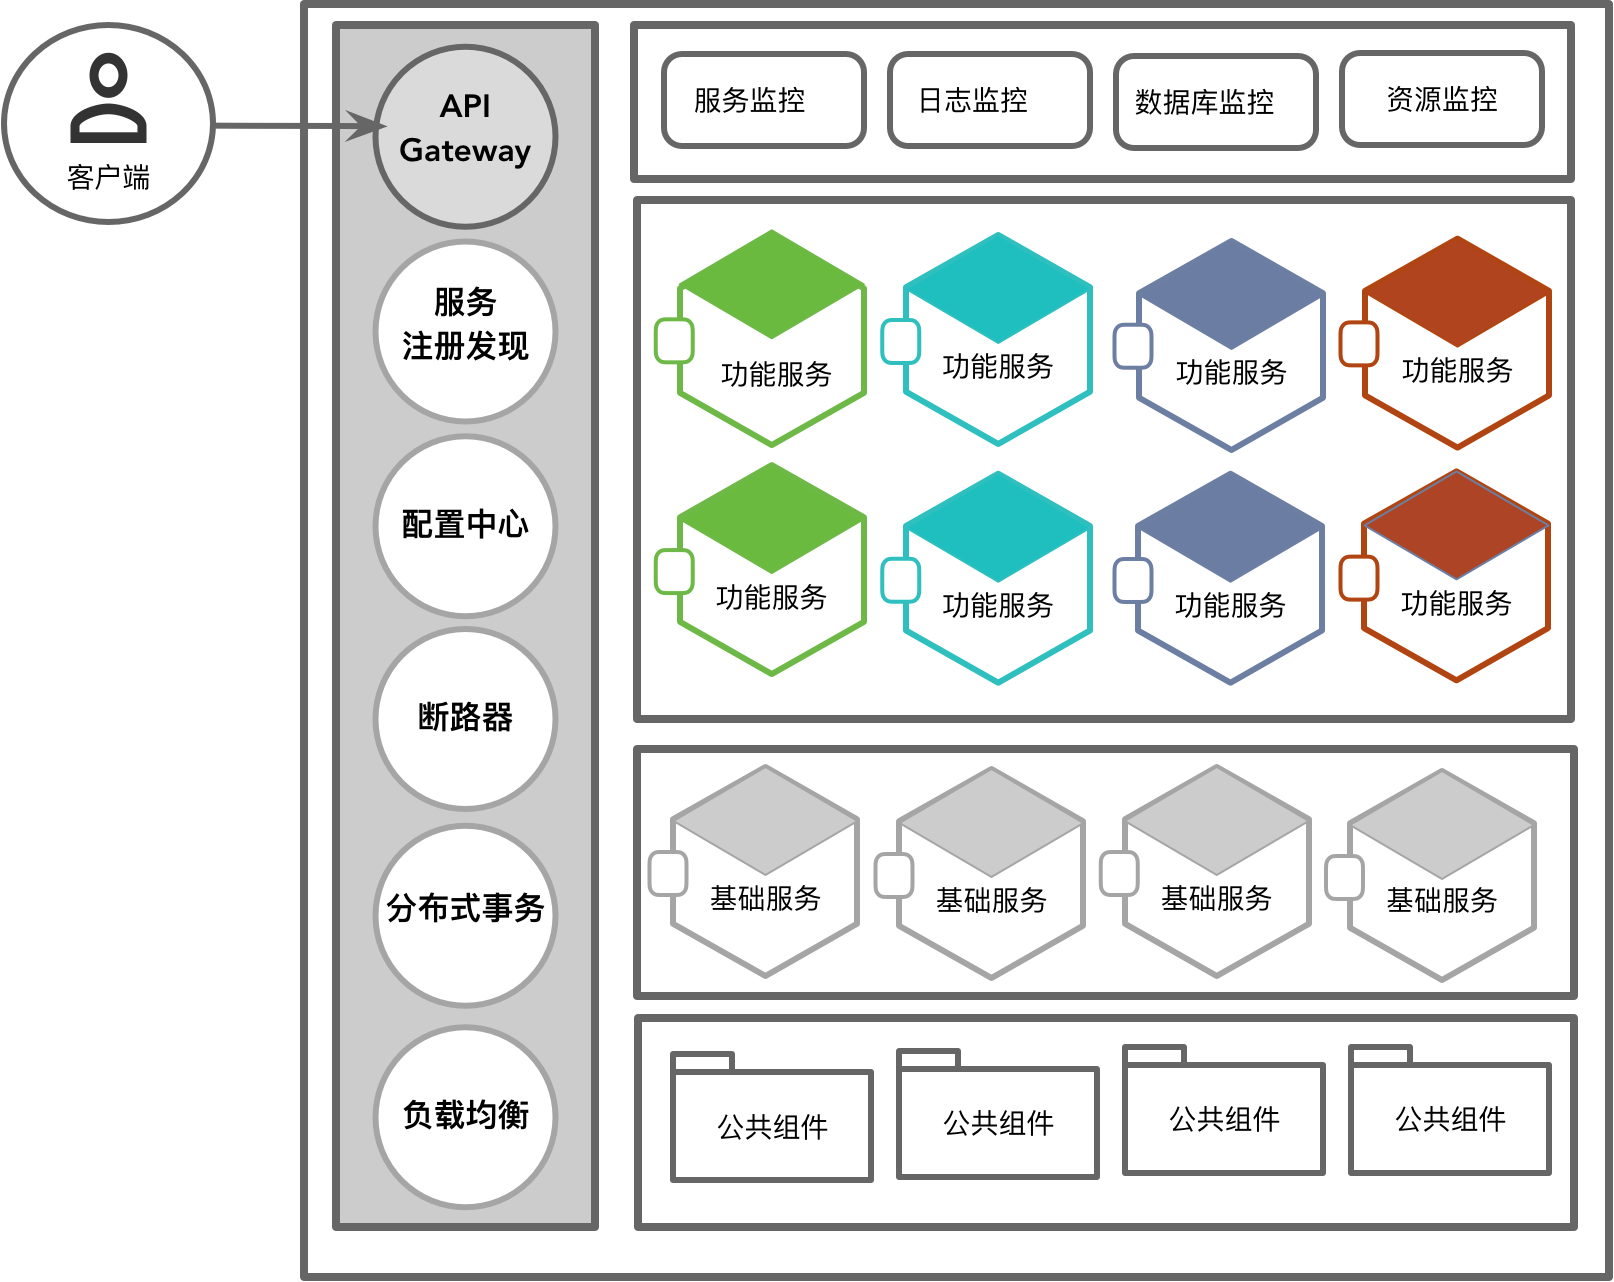 客户端
API
Gateway
服务
注册发现
配置中心
断路器
分布式事务
负载均衡
服务监控
日志监控
数据库监控
资源监控
功能服务
功能服务
功能服务
功能服务
功能服务
功能服务
功能服务
功能服务
基础服务
基础服务
基础服务
基础服务
公共组件
公共组件
公共组件
公共组件